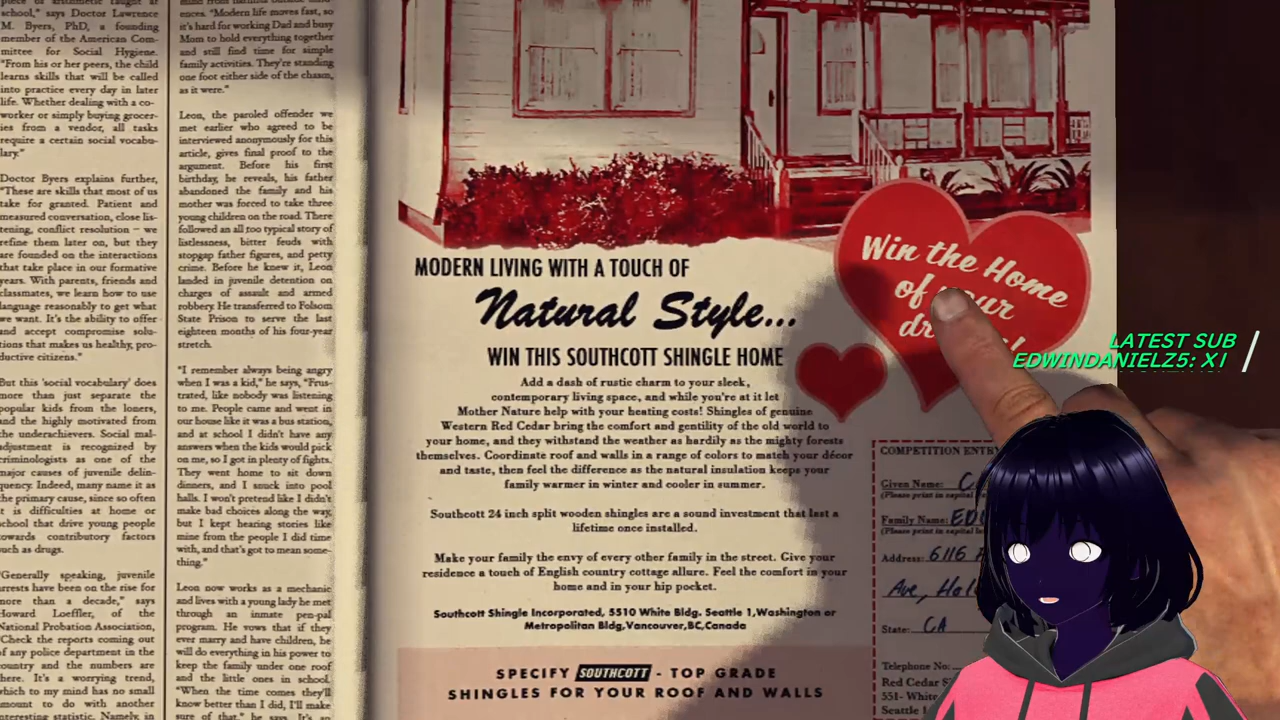 school," says Doctor Lawrence
M. Byers, PhD, a founding
member of the American Com-
mittee for Social Hygiene.
"From his or her peers, the child
learns skills that will be called
into practice every day in later
life. Whether dealing with a co-
worker or simply buying grocer-
ies from a vendor, all tasks
require a certain social vocabu-
lary."
Doctor Byers explains further,
"These are skills that most of us
take for granted. Patient and
measured conversation, close lis-
tening, conflict resolution – we
refine them later on, but they
are founded on the interactions
that take place in our formative
years. With parents, friends and
classmates, we learn how to use
language reasonably to get what
we want. It's the ability to offer
and accept compromise solu-
tions that makes us healthy, pro-
ductive citizens."
But this 'social vocabulary' does
more than just separate the
popular kids from the loners,
and the highly motivated from
the underachievers. Social mal-
adjustment is recognized by
criminologists as one of the
major causes of juvenile delin-
quency. Indeed, many name it as
the primary cause, since so often
it is difficulties at home or
school that drive young people
towards contributory factors
such as drugs.
"Generally speaking, juvenile
arrests have been on the rise for
more than a decade," says
Howard Loeffler, of the
National Probation Association,
"Check the reports coming out
of any police department in the
country and the numbers are
there. It's a worrying trend,
which to my mind has no small
amount to do with another
interesting statistic. Namely, in
ences. "Modern life moves fast, so
it's hard for working Dad and busy
Mom to hold everything together
and still find time for simple
family activities. They're standing
one foot either side of the chasm,
as it were."
Leon, the paroled offender we
met earlier who agreed to be
interviewed anonymously for this
article, gives final proof to the
argument. Before his first
birthday, he reveals, his father
abandoned the family and his
mother was forced to take three
young children on the road. There
followed an all too typical story of
listlessness, bitter feuds with
stopgap father figures, and petty
crime. Before he knew it, Leon
landed in juvenile detention on
charges of assault and armed
robbery. He transferred to Folsom
State Prison to serve the last
eighteen months of his four-year
stretch.
"I remember always being angry
when I was a kid," he says, "Frus-
trated, like nobody was listening
to me. People came and went in
our house like it was a bus station,
and at school I didn't have any
answers when the kids would pick
on me, so I got in plenty of fights.
They went home to sit down
dinners, and I snuck into pool
halls. I won't pretend like I didn't
make bad choices along the way,
but I kept hearing stories like
mine from the people I did time
with, and that's got to mean some-
thing."
Leon now works as a mechanic
and lives with a young lady he met
through an inmate pen-pal
program. He vows that if they
ever marry and have children, he
will do everything in his power to
keep the family under one roof
and the little ones in school.
"When the time comes they'll
know better than I did, I'll make
sure of that," he says. "It's an
Win the Home
of your
MODERN LIVING WITH A TOUCH OF
Natural Style...
WIN THIS SOUTHCOTT SHINGLE HOME
Add a dash of rustic charm to your sleek,
contemporary living space, and while you're at it let
Mother Nature help with your heating costs! Shingles of genuine
Western Red Cedar bring the comfort and gentility of the old world to
your home, and they withstand the weather as hardily as the mighty forests
themselves. Coordinate roof and walls in a range of colors to match your décor
and taste, then feel the difference as the natural insulation keeps your
family warmer in winter and cooler in summer.
Southcott 24 inch split wooden shingles are a sound investment that last a
lifetime once installed.
Make your family the envy of every other family in the street. Give your
residence a touch of English country cottage allure. Feel the comfort in your
home and in your hip pocket.
Southcott Shingle Incorporated, 5510 White Bldg. Seattle 1,Washington or
Metropolitan Bldg,Vancouver,BC,Canada
SPECIFY SOUTHCOTT - TOP GRADE
SHINGLES FOR YOUR ROOF AND WALLS
COMPETITION
Given Name:
(Please print in capital
Family Name:
(Please print in capital
Address: 6116
Ave,
State: CA
Telephone No:
Red Cedar
551- White
Seattle
LATEST SUB
EDWINDANIELZ5: X1